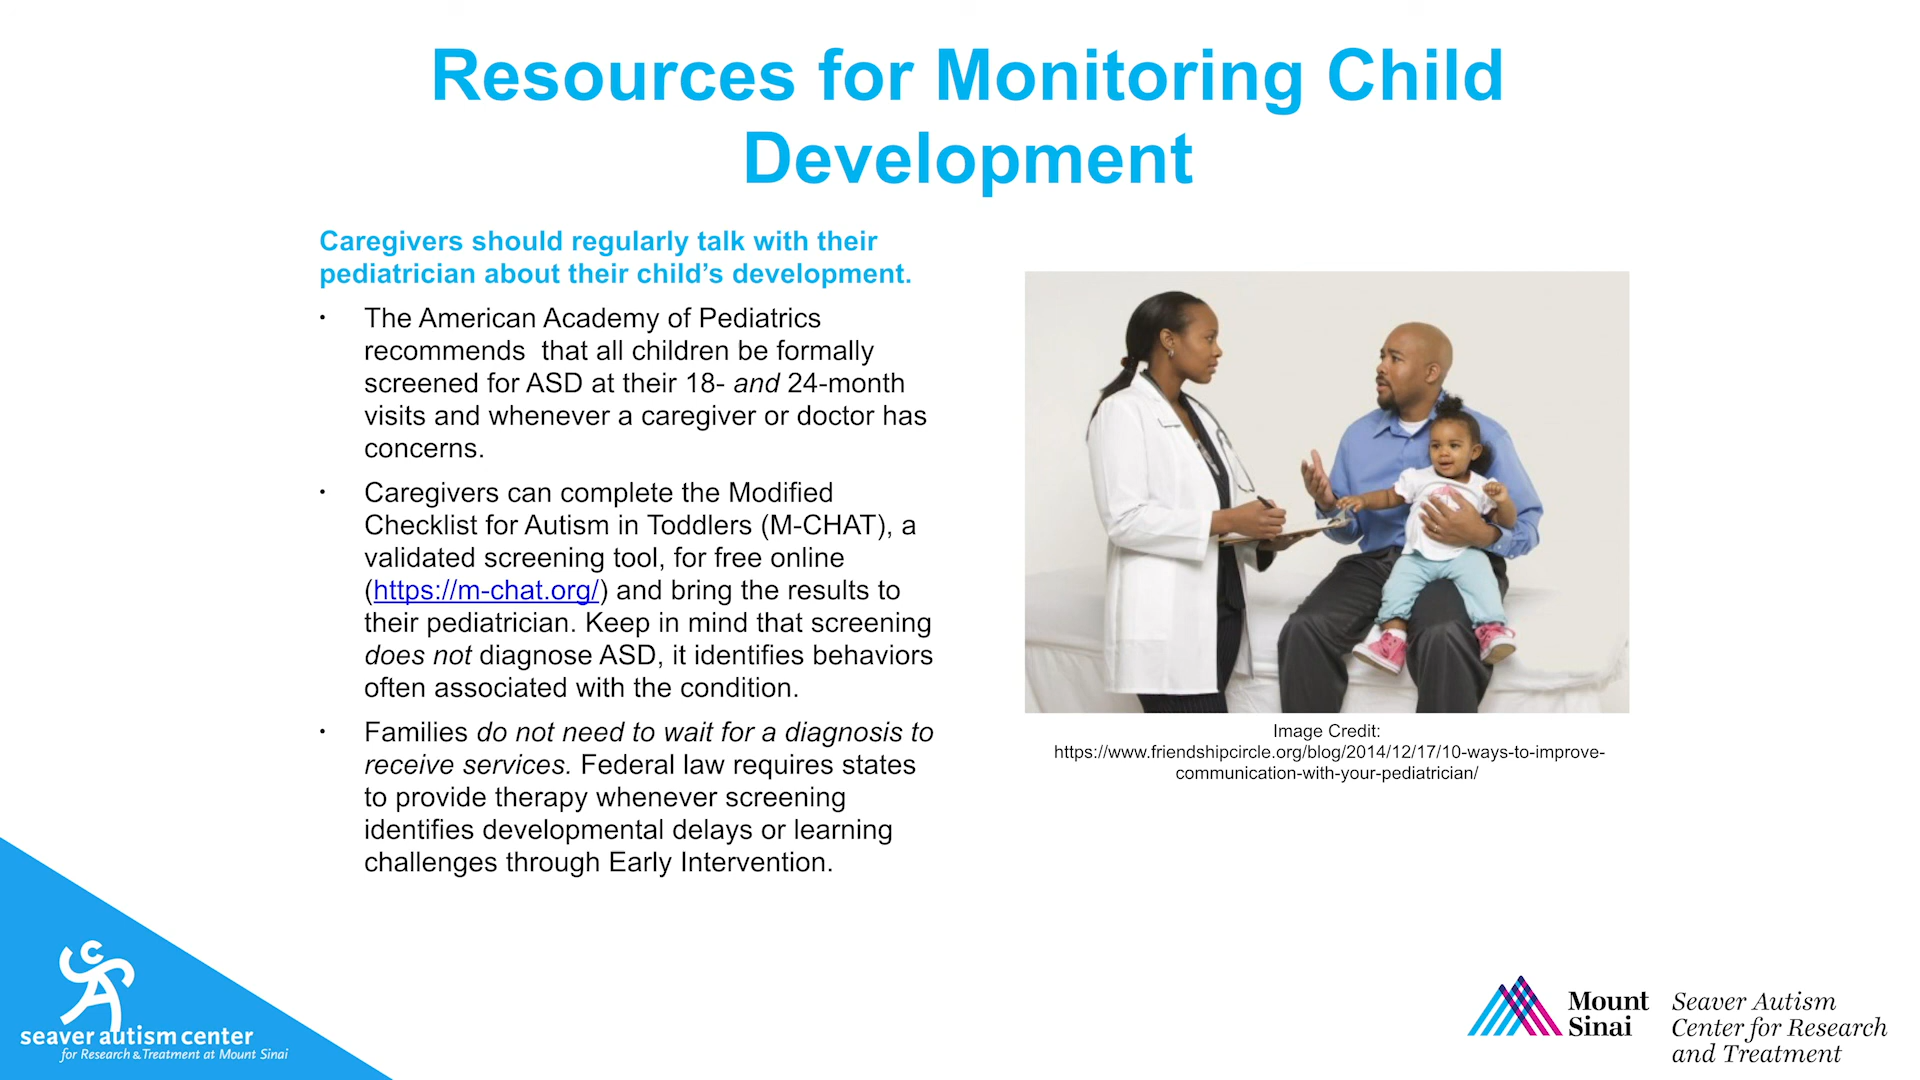 Resources for Monitoring Child
Development
Caregivers should regularly talk with their
pediatrician about their child’s development.
• The American Academy of Pediatrics
recommends  that all children be formally
screened for ASD at their 18- and 24-month
visits and whenever a caregiver or doctor has
concerns.
• Caregivers can complete the Modified
Checklist for Autism in Toddlers (M-CHAT), a
validated screening tool, for free online
(https://m-chat.org/) and bring the results to
their pediatrician. Keep in mind that screening
does not diagnose ASD, it identifies behaviors
often associated with the condition.
• Families do not need to wait for a diagnosis to
receive services. Federal law requires states
to provide therapy whenever screening
identifies developmental delays or learning
challenges through Early Intervention.
Image Credit:
https://www.friendshipcircle.org/blog/2014/12/17/10-ways-to-improve-
communication-with-your-pediatrician/
seaver autism center
for Research & Treatment at Mount Sinai
Mount
Sinai
Seaver Autism
Center for Research
and Treatment